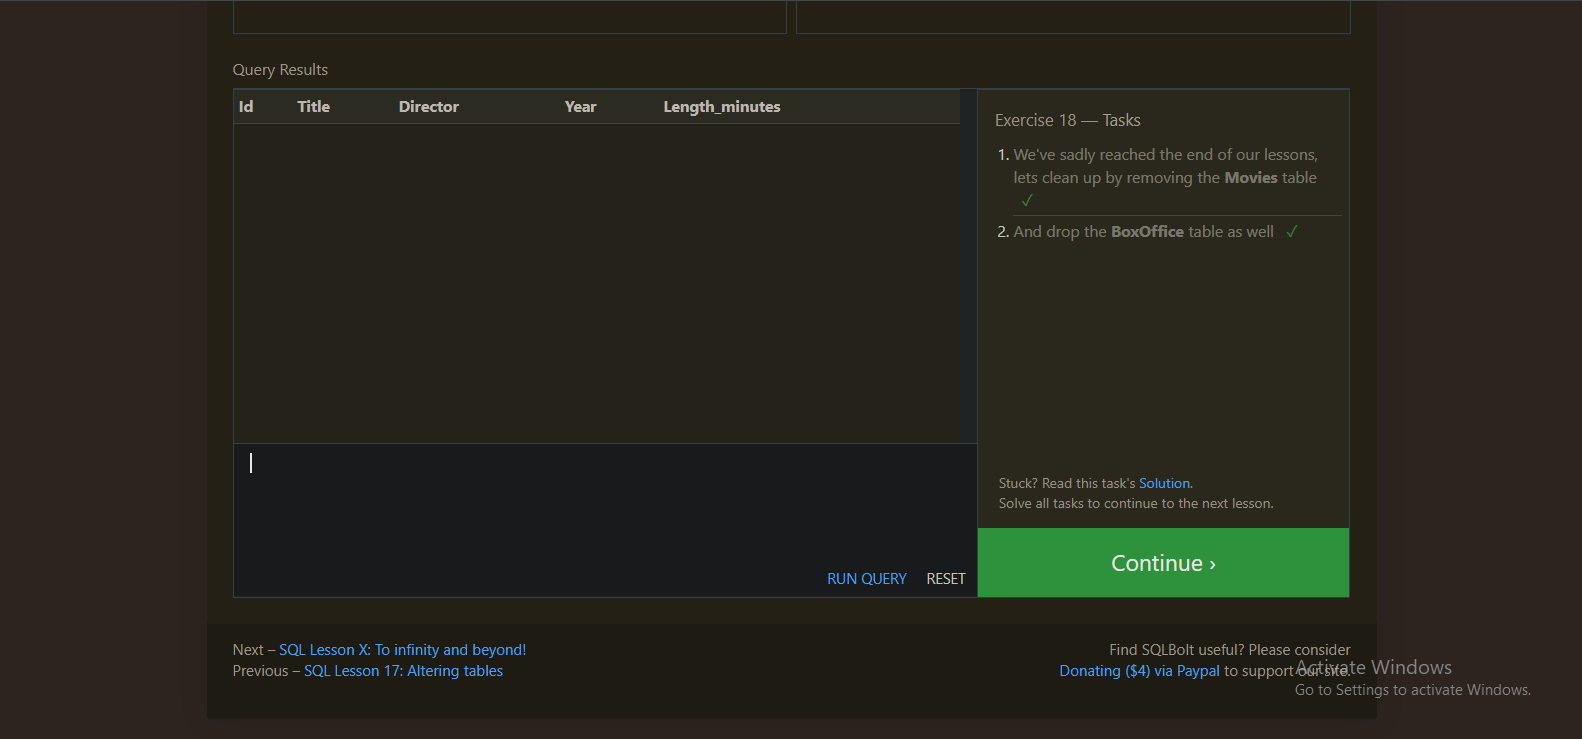 Query Results
Id Title Director Year Length_minutes
Exercise 18 — Tasks
1. We've sadly reached the end of our lessons,
lets clean up by removing the Movies table
✓
2. And drop the BoxOffice table as well ✓
Stuck? Read this task's Solution.
Solve all tasks to continue to the next lesson.
RUN QUERY RESET
Continue ›
Next – SQL Lesson X: To infinity and beyond!
Previous – SQL Lesson 17: Altering tables
Find SQLBolt useful? Please consider
Donating ($4) via Paypal to support our site.
Activate Windows
Go to Settings to activate Windows.